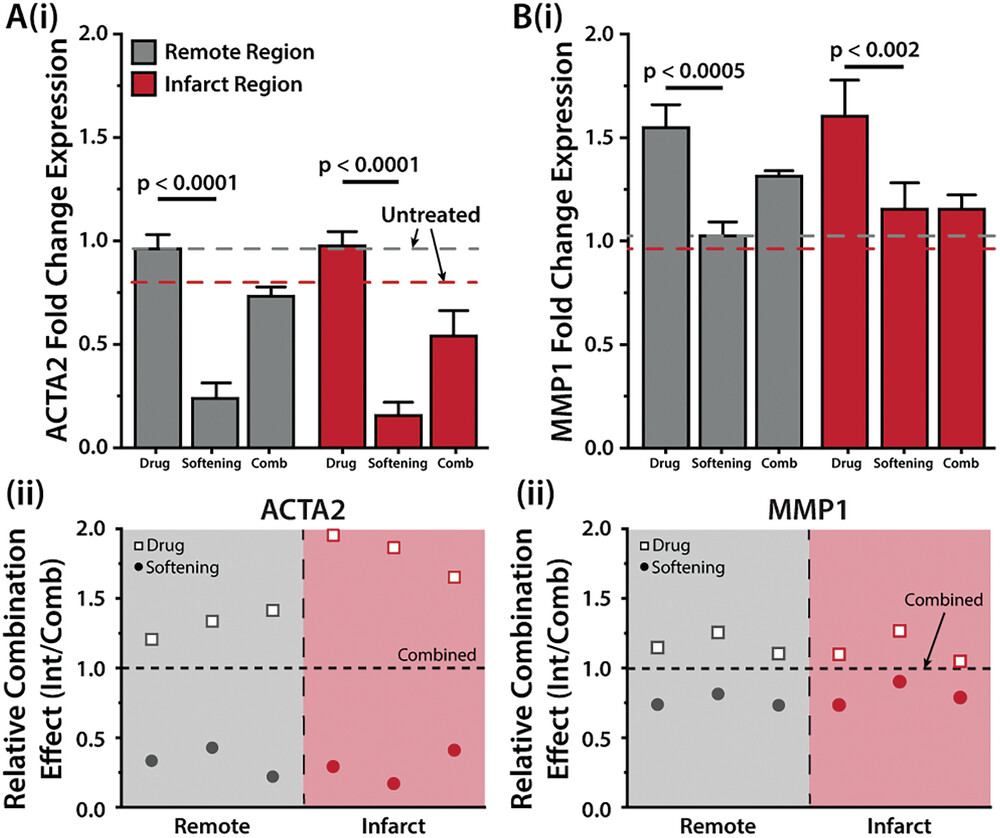 A(i)
2.0
1.5
1.0
0.5
0.0
ACTA2 Fold Change Expression
Remote Region
Infarct Region
p < 0.0001
p < 0.0001
Untreated
Drug Softening Comb Drug Softening Comb
B(i)
2.0
1.5
1.0
0.5
0.0
MMP1 Fold Change Expression
p < 0.0005
p < 0.002
Drug Softening Comb Drug Softening Comb
(ii)
ACTA2
2.0
1.5
1.0
0.5
0.0
Relative Combination
Effect (Int/Comb)
Drug
Softening
Combined
Remote Infarct
(ii)
MMP1
2.0
1.5
1.0
0.5
0.0
Relative Combination
Effect (Int/Comb)
Drug
Softening
Combined
Remote Infarct